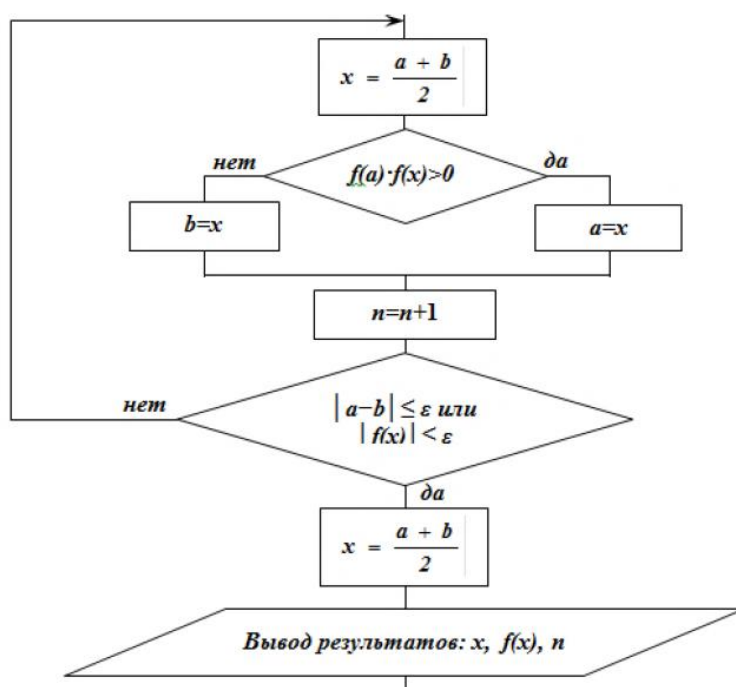 x = a + b
2
нет
f(a)·f(x)>0
да
b=x
a=x
n=n+1
нет
|a−b| ≤ ε или
|f(x)| < ε
да
x = a + b
2
Вывод результатов: x, f(x), n